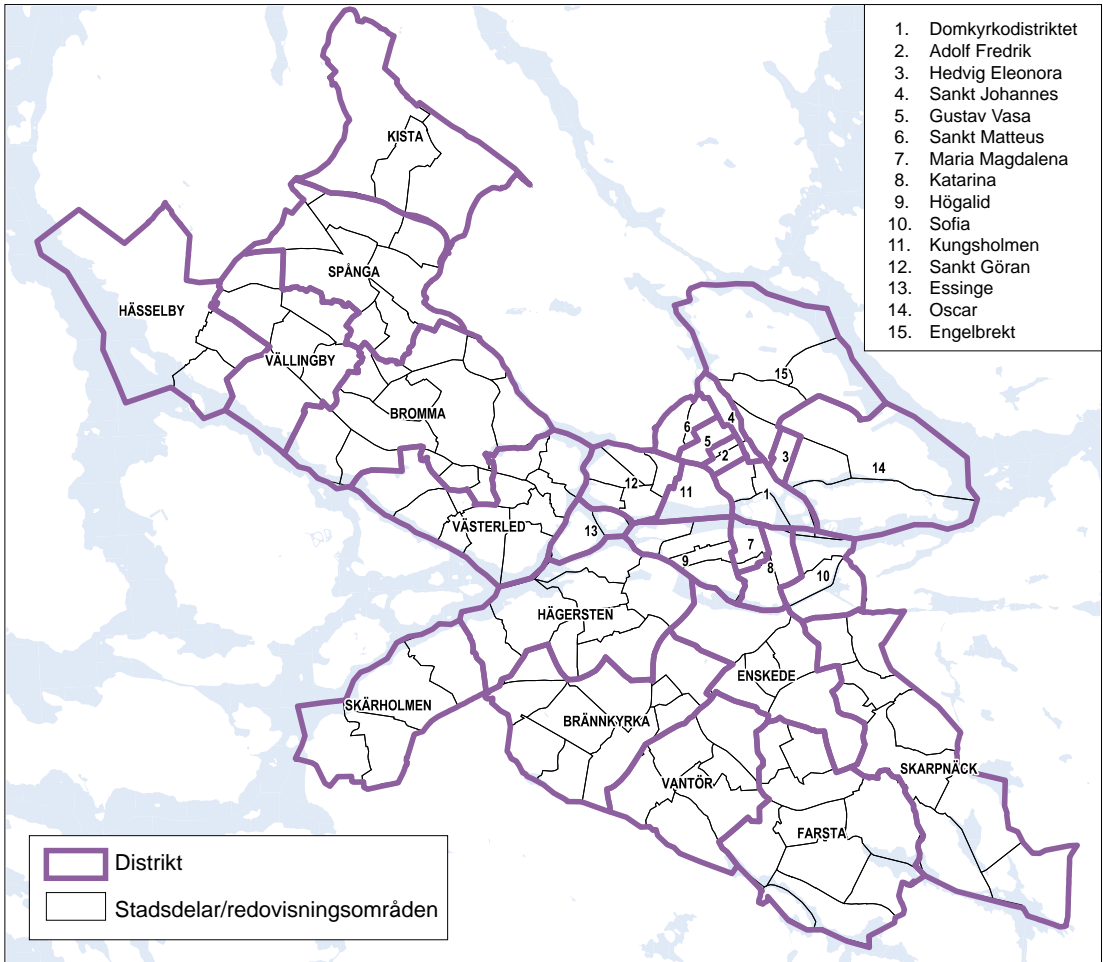 1. Domkyrkodistriktet
2. Adolf Fredrik
3. Hedvig Eleonora
4. Sankt Johannes
5. Gustav Vasa
6. Sankt Matteus
7. Maria Magdalena
8. Katarina
9. Högalid
10. Sofia
11. Kungsholmen
12. Sankt Göran
13. Essinge
14. Oscar
15. Engelbrekt
KISTA
SPÅNGA
HÄSSELBY
VÄLLINGBY
BROMMA
15
4
6
5
2
3
14
12
11
1
VÄSTERLED
13
7
9
8
10
HÄGERSTEN
ENSKEDE
SKÄRHOLMEN
BRÄNNKYRKA
SKARPNÄCK
VANTÖR
FARSTA
Distrikt
Stadsdelar/redovisningsområden